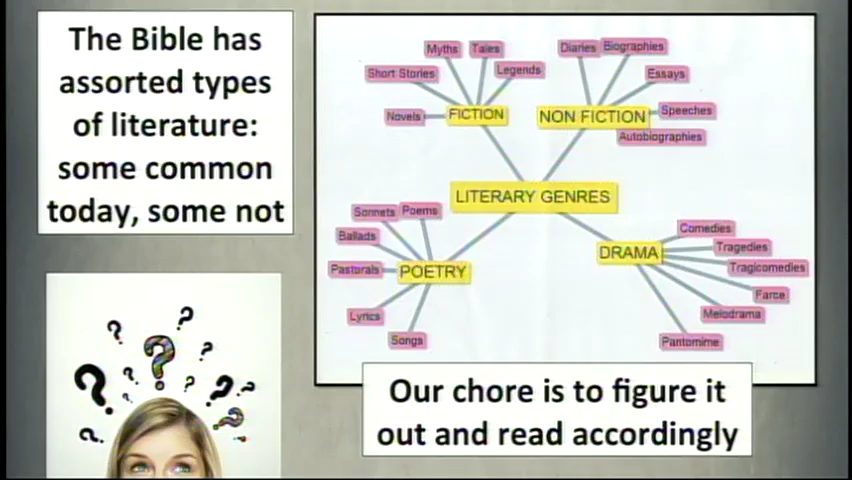 The Bible has
assorted types
of literature:
some common
today, some not
Myths
Tales
Short Stories
Legends
Novels
FICTION
Diaries
Biographies
Essays
NON FICTION
Speeches
Autobiographies
LITERARY GENRES
Sonnets
Poems
Ballads
Pastorals
POETRY
Lyrics
Songs
DRAMA
Comedies
Tragedies
Tragicomedies
Farce
Melodrama
Pantomime
Our chore is to figure it
out and read accordingly